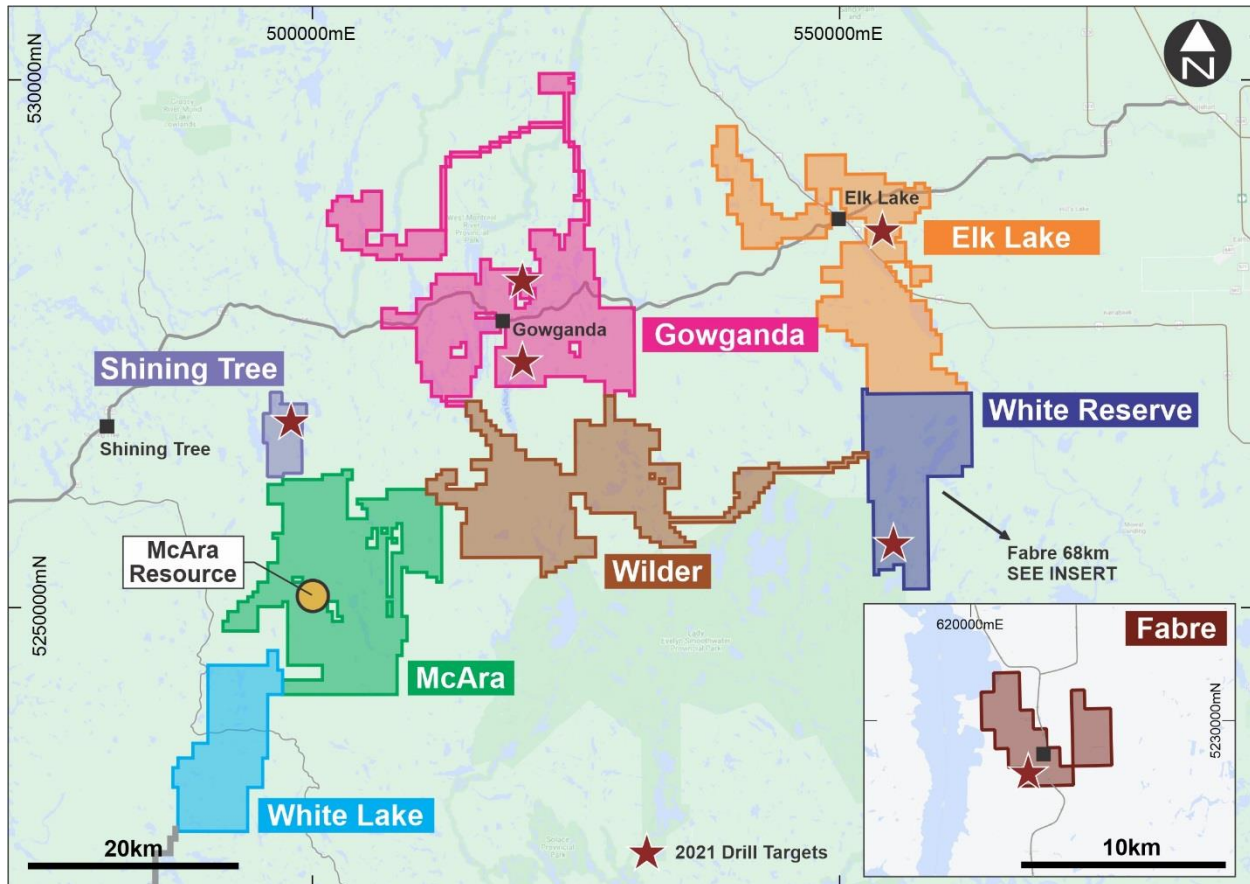 500000mE
550000mE
N
530000mN
5250000mN
Elk Lake
Elk Lake
Gowganda
Gowganda
Shining Tree
Shining Tree
White Reserve
McAra
Resource
Wilder
Fabre 68km
SEE INSERT
McAra
White Lake
20km
2021 Drill Targets
620000mE
Fabre
5230000mN
10km